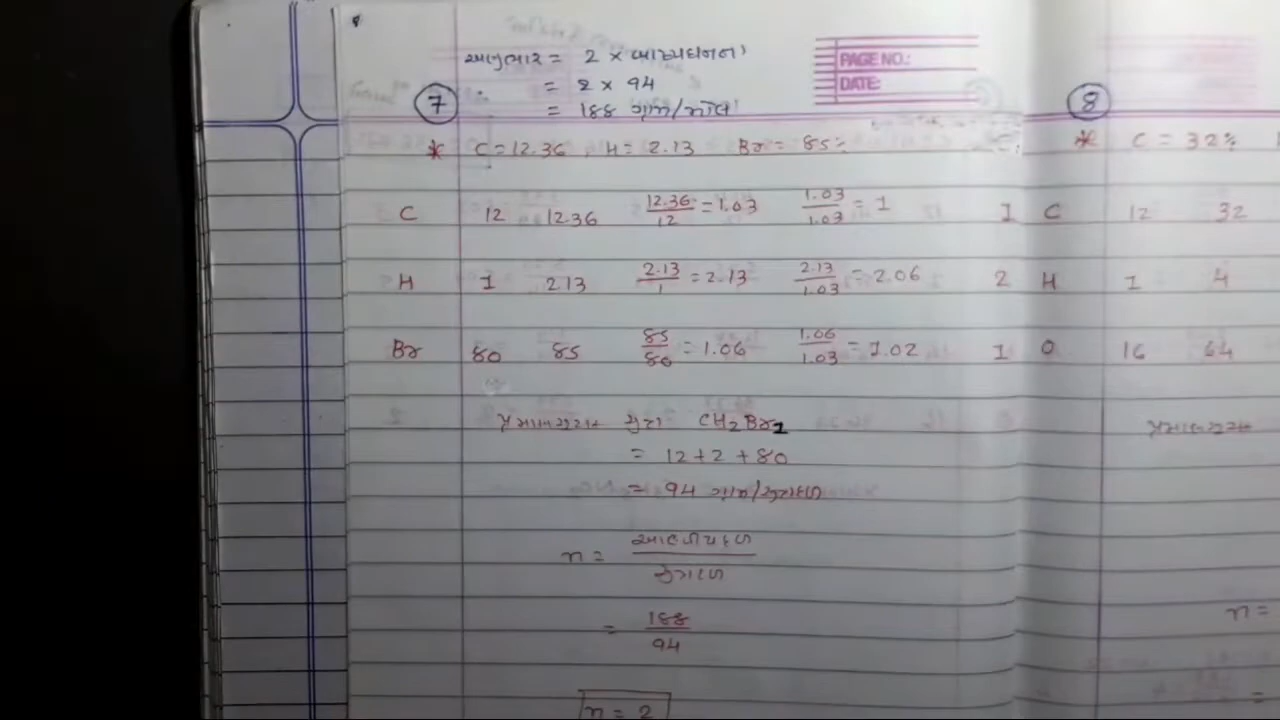 અણુભાર = 2 × બાષ્પઘનતા
= 2 × 94
= 188 ગ્રામ/મોલ
PAGE NO.:
DATE:
7
* C = 12.36, H = 2.13 Br = 85%
C 12 12.36 12.36/12 = 1.03 1.03/1.03 = 1 1
H 1 2.13 2.13/1 = 2.13 2.13/1.03 = 2.06 2
Br 80 85 85/80 = 1.06 1.06/1.03 = 1.02 1
પ્રમાણસૂચક સૂત્ર CH2Br1
= 12 + 2 + 80
= 94 ગ્રામ/
n =
= 188/94
n = 2
8
* C = 32%
C 12 32
H 1 4
O 16 64
પ્રમાણસૂચક
n =
=